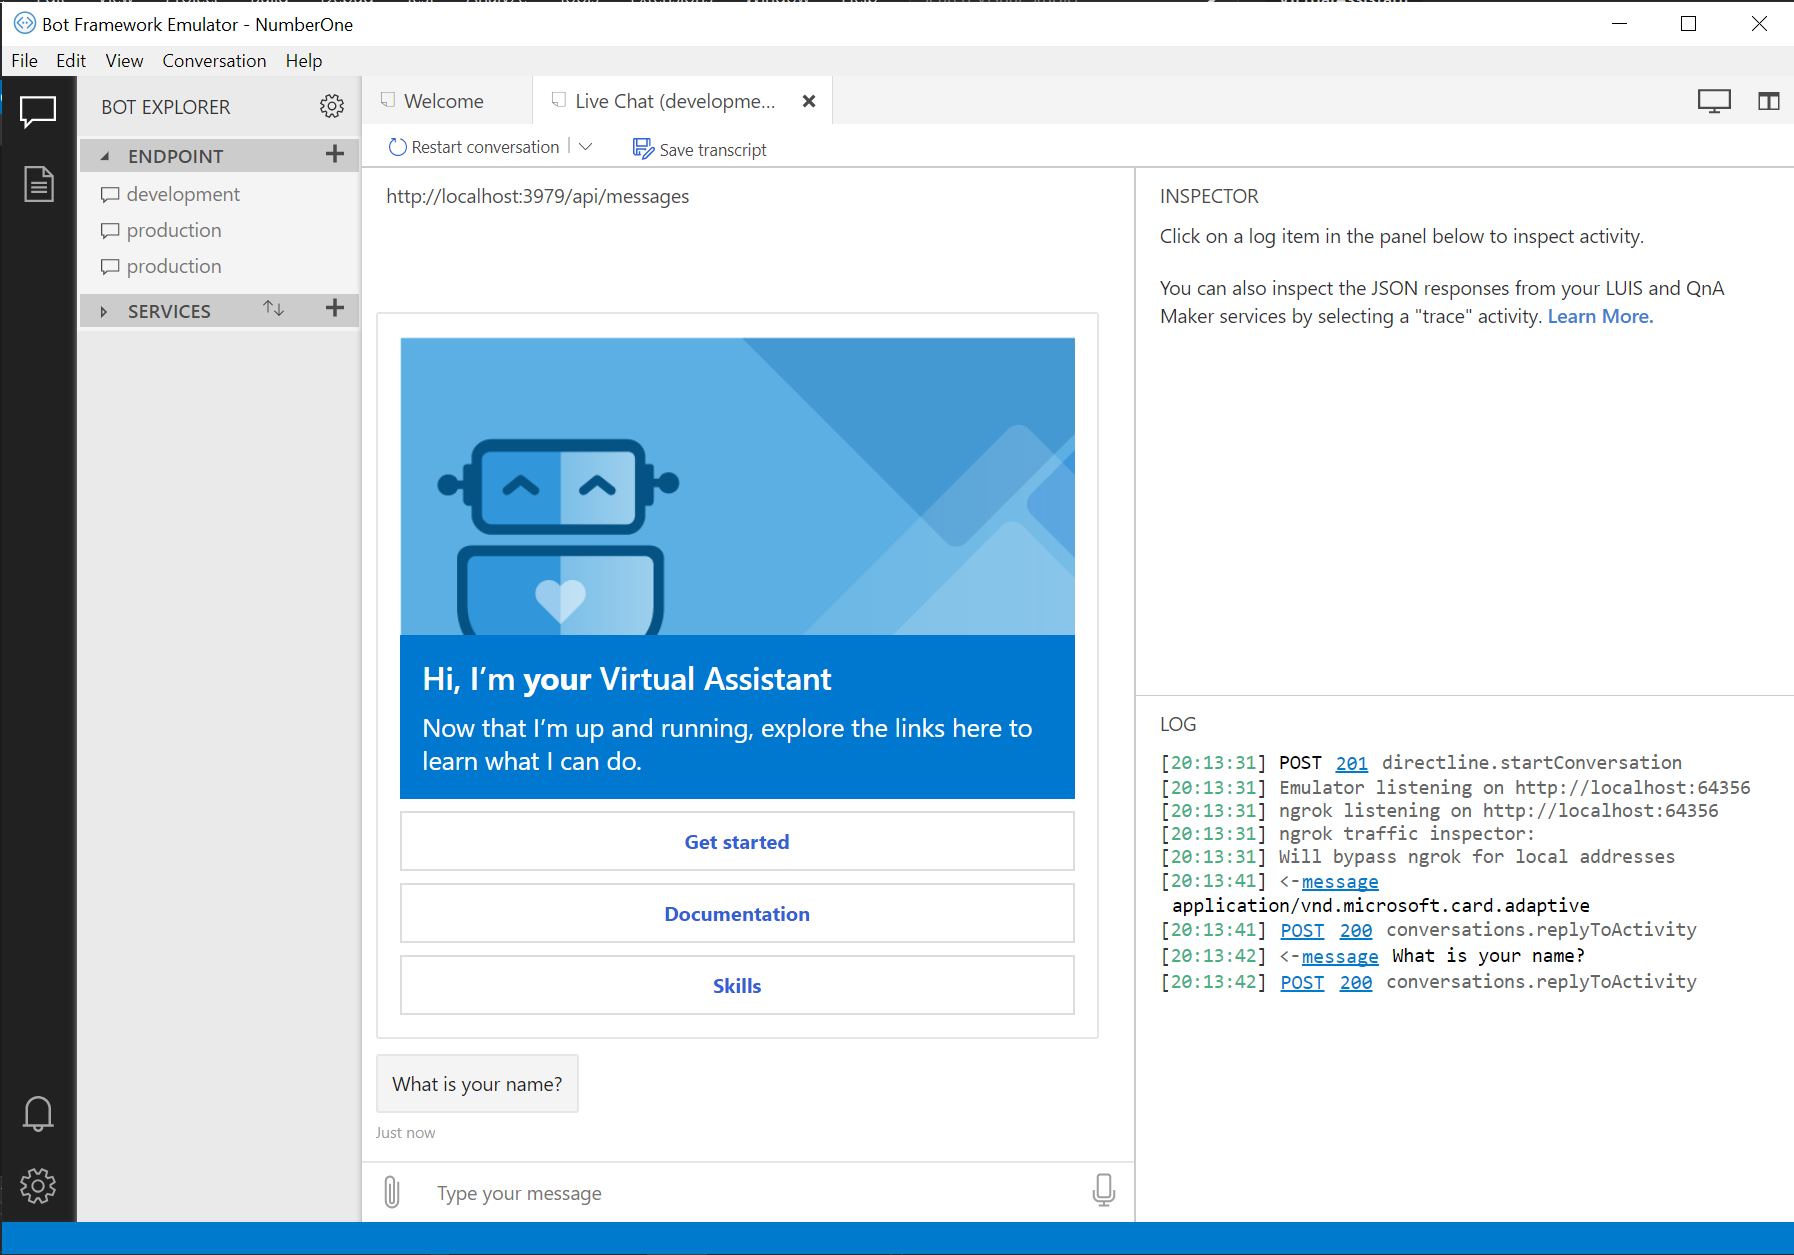 Bot Framework Emulator - NumberOne
File Edit View Conversation Help
BOT EXPLORER
ENDPOINT
development
production
production
SERVICES
Welcome
Live Chat (developme...
Restart conversation
Save transcript
http://localhost:3979/api/messages
Hi, I’m your Virtual Assistant
Now that I’m up and running, explore the links here to
learn what I can do.
Get started
Documentation
Skills
What is your name?
Just now
Type your message
INSPECTOR
Click on a log item in the panel below to inspect activity.
You can also inspect the JSON responses from your LUIS and QnA
Maker services by selecting a "trace" activity. Learn More.
LOG
[20:13:31] POST 201 directline.startConversation
[20:13:31] Emulator listening on http://localhost:64356
[20:13:31] ngrok listening on http://localhost:64356
[20:13:31] ngrok traffic inspector:
[20:13:31] Will bypass ngrok for local addresses
[20:13:41] <-message
application/vnd.microsoft.card.adaptive
[20:13:41] POST 200 conversations.replyToActivity
[20:13:42] <-message What is your name?
[20:13:42] POST 200 conversations.replyToActivity